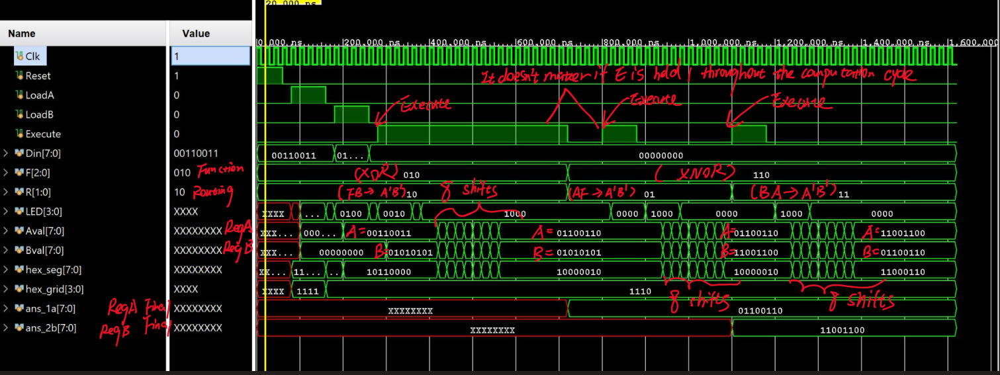 20.000 ns
Name Value
0.000 ns 200.000 ns 400.000 ns 600.000 ns 800.000 ns 1,000.000 ns 1,200.000 ns 1,400.000 ns 1,600.000
Clk 1
Reset 1 It doesn't matter if E is held 1 throughout the computation cycle
LoadA 0
Execute Execute Execute
LoadB 0
Execute 0
Din[7:0] 00110011 00110011 01... 00000000
F[2:0] 010 Function (XOR) 010 (XNOR) 110
R[1:0] 10 Routing (FB→A'B') 10 8 shifts (AF→A'B') 01 (BA→A'B') 11
LED[3:0] XXXX XXXX ... 0100 0010 1000 0000 1000 0000 1000 0000
Aval[7:0] XXXXXXXX RegA XXX... 000... A= 00110011 A= 01100110 A= 01100110 A= 11001100
Bval[7:0] XXXXXXXX RegB XXX... 00000000 B= 01010101 B= 01010101 B= 11001100 B= 01100110
hex_seg[7:0] XXXXXXXX XX... 11... .. 10110000 10000010 10000010 11000110
hex_grid[3:0] XXXX XXXX 1111 1110
8 shifts 8 shifts
ans_1a[7:0] RegA Final XXXXXXXX XXXXXXXX 01100110
ans_2b[7:0] RegB Final XXXXXXXX XXXXXXXX 11001100